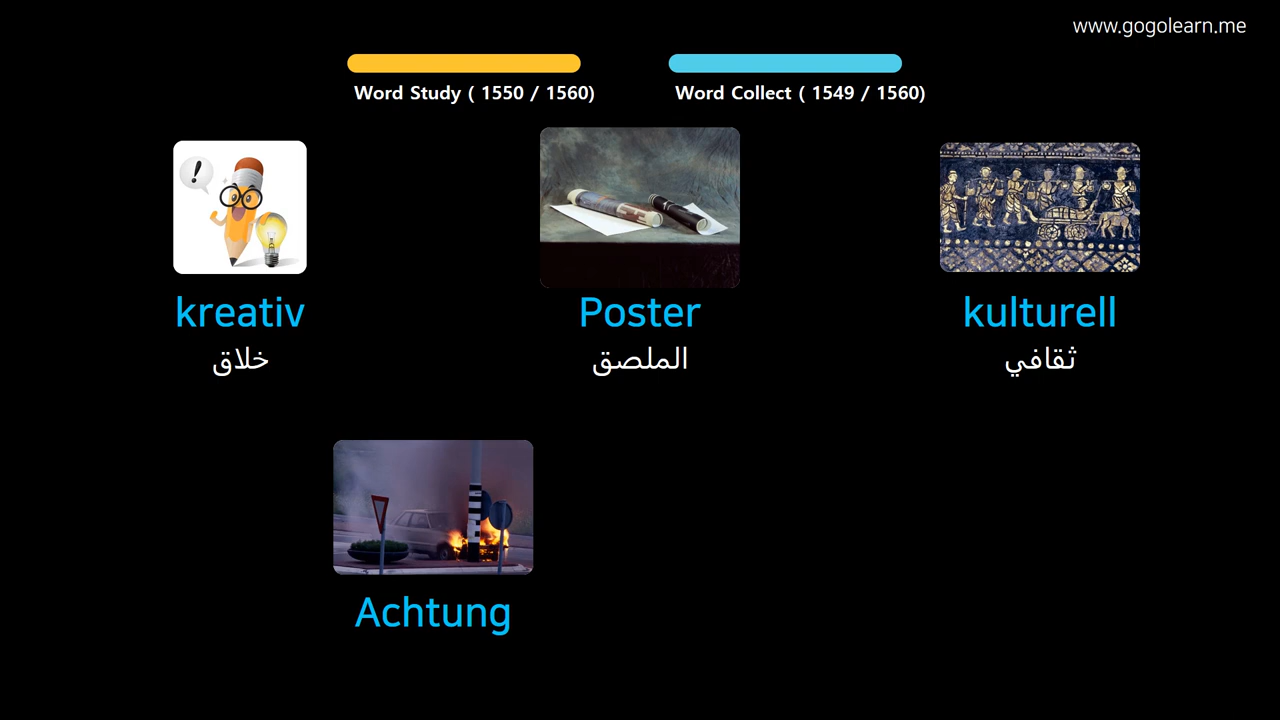 www.gogolearn.me
Word Study ( 1550 / 1560)
Word Collect ( 1549 / 1560)
kreativ
خلاق
Poster
الملصق
kulturell
ثقافي
Achtung